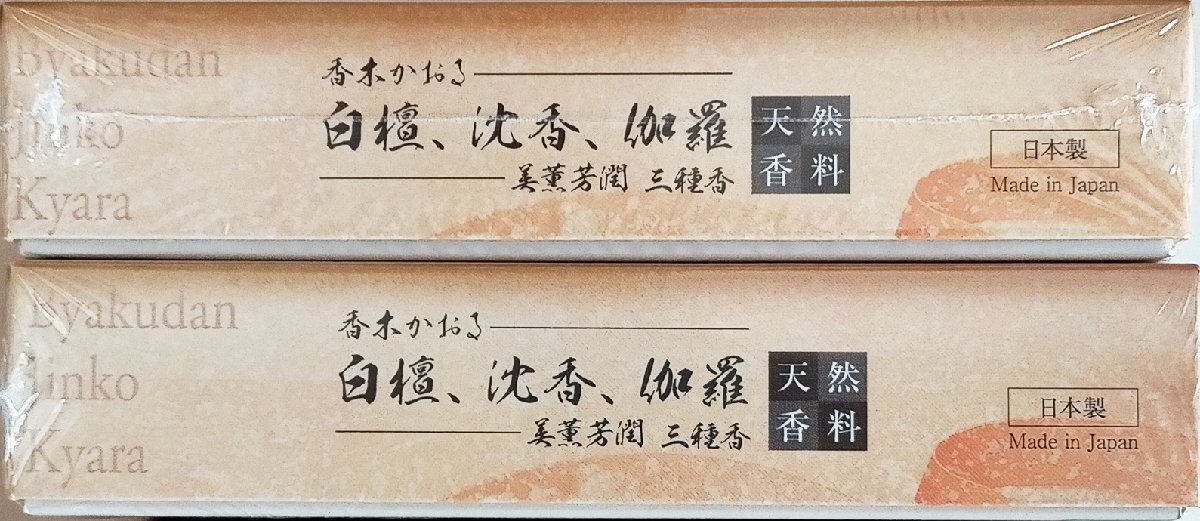 Byakudan
Jinko
Kyara
香木かおる
白檀、沈香、伽羅
美薫芳潤 三種香
天然
香料
日本製
Made in Japan
Byakudan
Jinko
Kyara
香木かおる
白檀、沈香、伽羅
美薫芳潤 三種香
天然
香料
日本製
Made in Japan